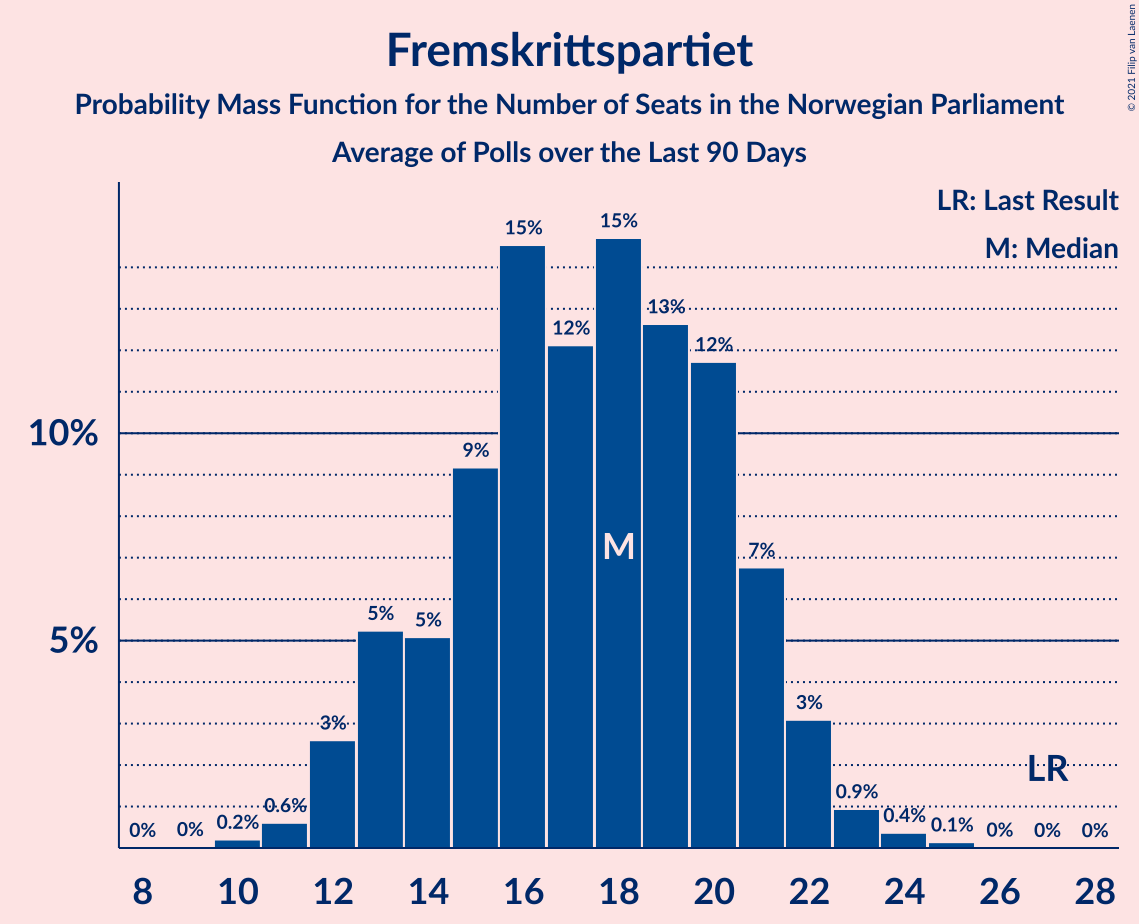 Fremskrittspartiet
Probability Mass Function for the Number of Seats in the Norwegian Parliament
Average of Polls over the Last 90 Days
© 2021 Filip van Laenen
LR: Last Result
M: Median
10%
5%
0%
0%
0.2%
0.6%
3%
5%
5%
9%
15%
12%
15%
13%
12%
7%
3%
0.9%
0.4%
0.1%
0%
0%
0%
M
LR
8 10 12 14 16 18 20 22 24 26 28